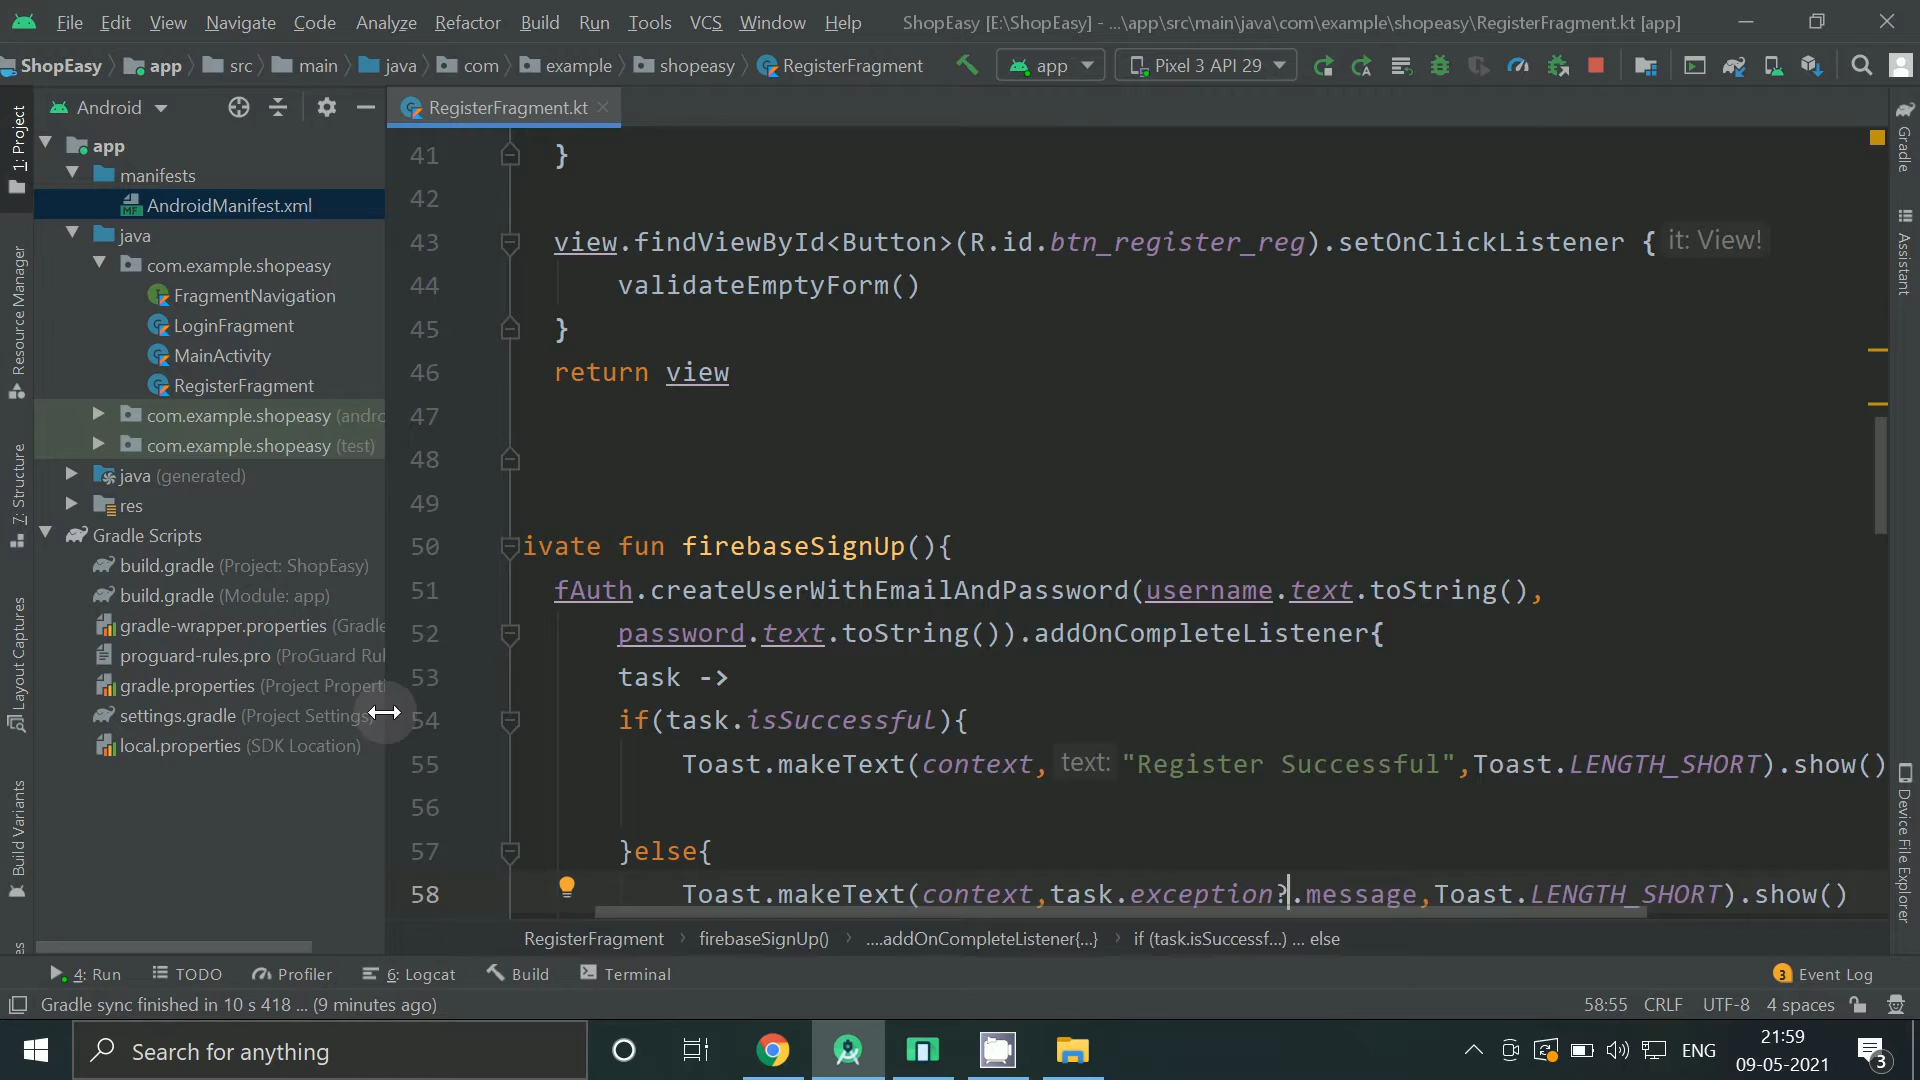 File Edit View Navigate Code Analyze Refactor Build Run Tools VCS Window Help ShopEasy [E:\ShopEasy] - ...\app\src\main\java\com\example\shopeasy\RegisterFragment.kt [app]
ShopEasy app src main java com example shopeasy RegisterFragment app Pixel 3 API 29
Android
RegisterFragment.kt
1: Project
Resource Manager
7: Structure
Layout Captures
Build Variants
app
manifests
AndroidManifest.xml
java
com.example.shopeasy
FragmentNavigation
LoginFragment
MainActivity
RegisterFragment
com.example.shopeasy (andro
com.example.shopeasy (test)
java (generated)
res
Gradle Scripts
build.gradle (Project: ShopEasy)
build.gradle (Module: app)
gradle-wrapper.properties (Gradle
proguard-rules.pro (ProGuard Rul
gradle.properties (Project Properti
settings.gradle (Project Settings)
local.properties (SDK Location)
41 }
42
43 view.findViewById<Button>(R.id.btn_register_reg).setOnClickListener { it: View!
44 validateEmptyForm()
45 }
46 return view
47
48
49
50 ivate fun firebaseSignUp(){
51 fAuth.createUserWithEmailAndPassword(username.text.toString(),
52 password.text.toString()).addOnCompleteListener{
53 task ->
54 if(task.isSuccessful){
55 Toast.makeText(context, text: "Register Successful",Toast.LENGTH_SHORT).show()
56
57 }else{
58 Toast.makeText(context,task.exception?.message,Toast.LENGTH_SHORT).show()
Gradle
Assistant
Device File Explorer
RegisterFragment firebaseSignUp() ....addOnCompleteListener{...} if (task.isSuccessf...) ... else
4: Run TODO Profiler 6: Logcat Build Terminal 3 Event Log
Gradle sync finished in 10 s 418 ... (9 minutes ago) 58:55 CRLF UTF-8 4 spaces
Search for anything
ENG
21:59
09-05-2021
3